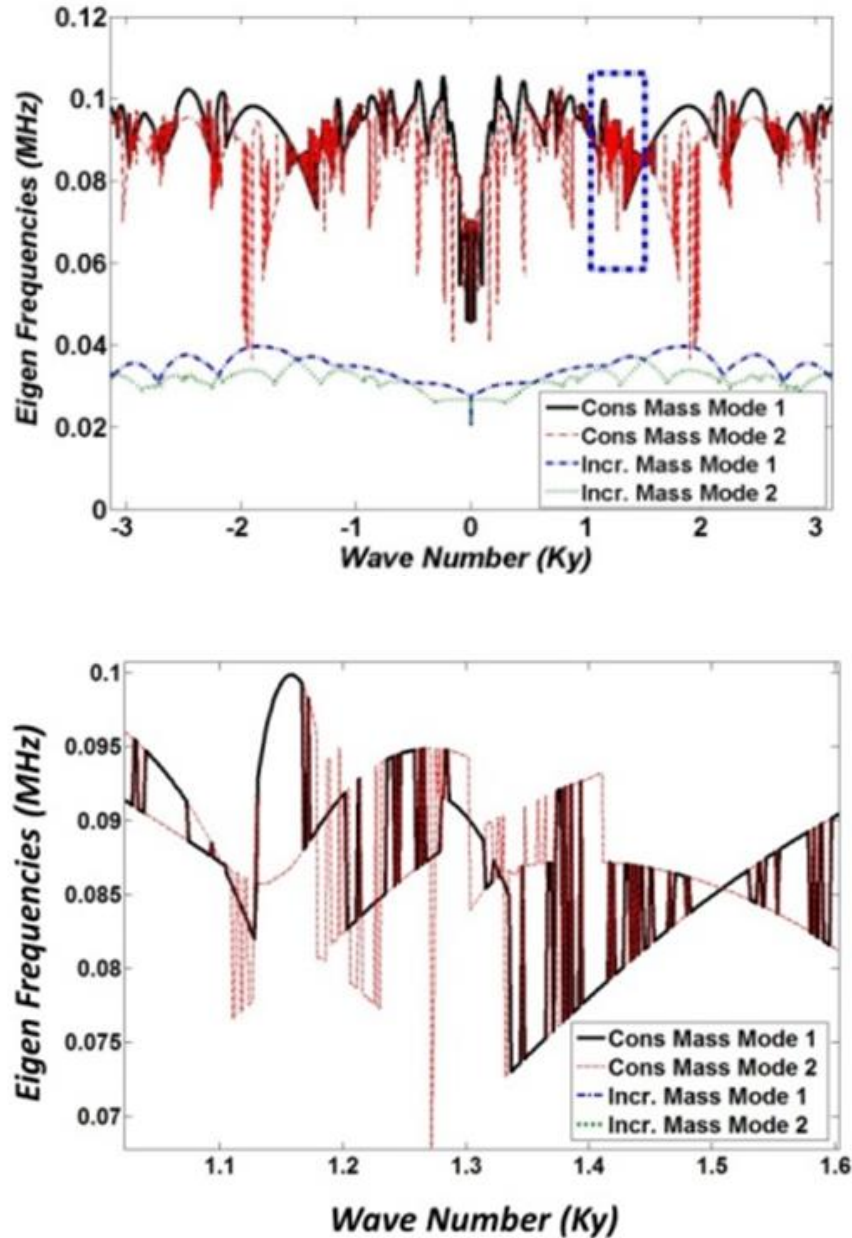 0.12
0.1
0.08
0.06
0.04
0.02
0
Eigen Frequencies (MHz)
Cons Mass Mode 1
Cons Mass Mode 2
Incr. Mass Mode 1
Incr. Mass Mode 2
-3 -2 -1 0 1 2 3
Wave Number (Ky)
0.1
0.095
0.09
0.085
0.08
0.075
0.07
Eigen Frequencies (MHz)
Cons Mass Mode 1
Cons Mass Mode 2
Incr. Mass Mode 1
Incr. Mass Mode 2
1.1 1.2 1.3 1.4 1.5 1.6
Wave Number (Ky)